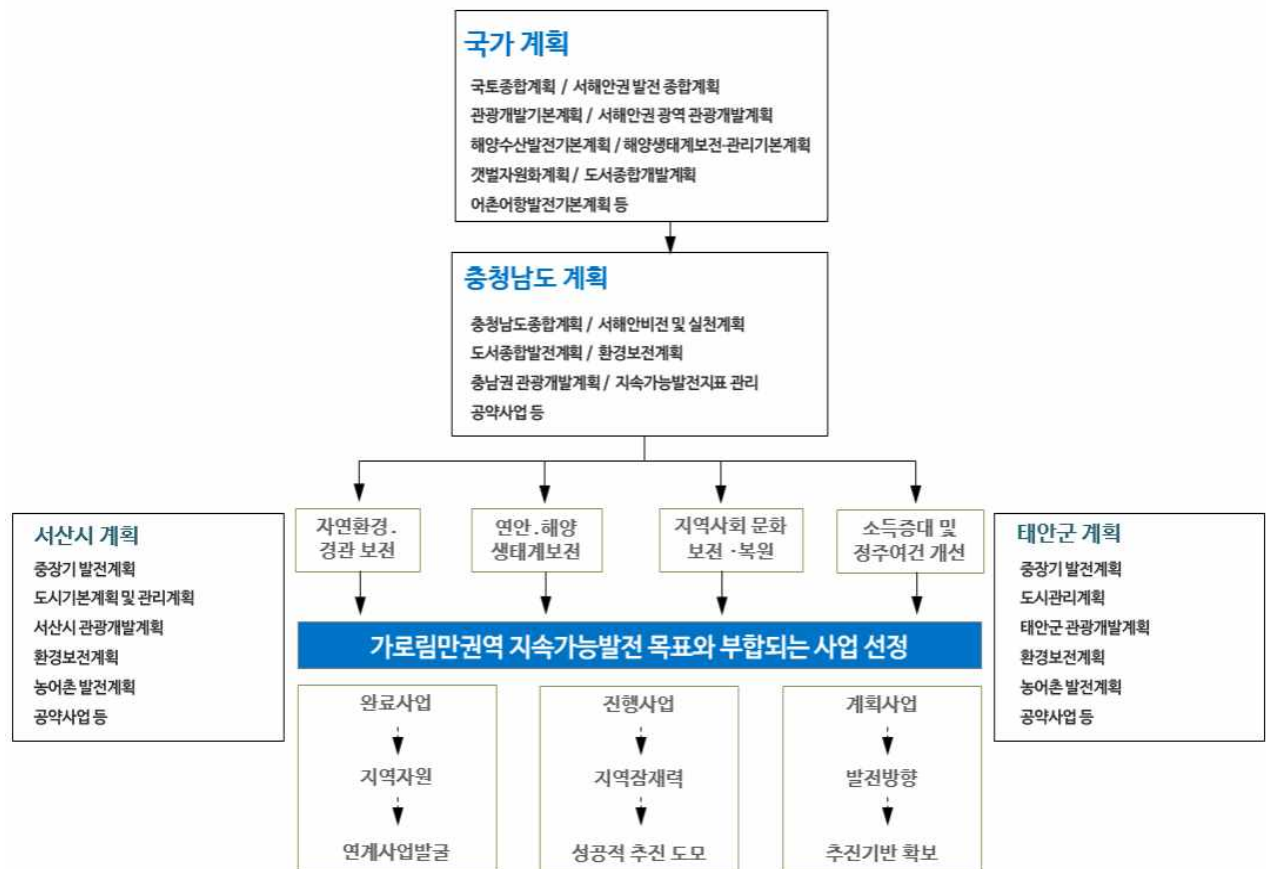 국가 계획
국토종합계획 / 서해안권 발전 종합계획
관광개발기본계획 / 서해안권 광역 관광개발계획
해양수산발전기본계획 / 해양생태계보전·관리기본계획
갯벌자원화계획 / 도서종합개발계획
어촌어항발전기본계획 등
충청남도 계획
충청남도종합계획 / 서해안비전 및 실천계획
도서종합발전계획 / 환경보전계획
충남권 관광개발계획 / 지속가능발전지표 관리
공약사업 등
서산시 계획
중장기 발전계획
도시기본계획 및 관리계획
서산시 관광개발계획
환경보전계획
농어촌 발전계획
공약사업 등
자연환경.
경관 보전
연안.해양
생태계보전
지역사회 문화
보전 ·복원
소득증대 및
정주여건 개선
태안군 계획
중장기 발전계획
도시관리계획
태안군 관광개발계획
환경보전계획
농어촌 발전계획
공약사업 등
가로림만권역 지속가능발전 목표와 부합되는 사업 선정
완료사업
지역자원
연계사업발굴
진행사업
지역잠재력
성공적 추진 도모
계획사업
발전방향
추진기반 확보